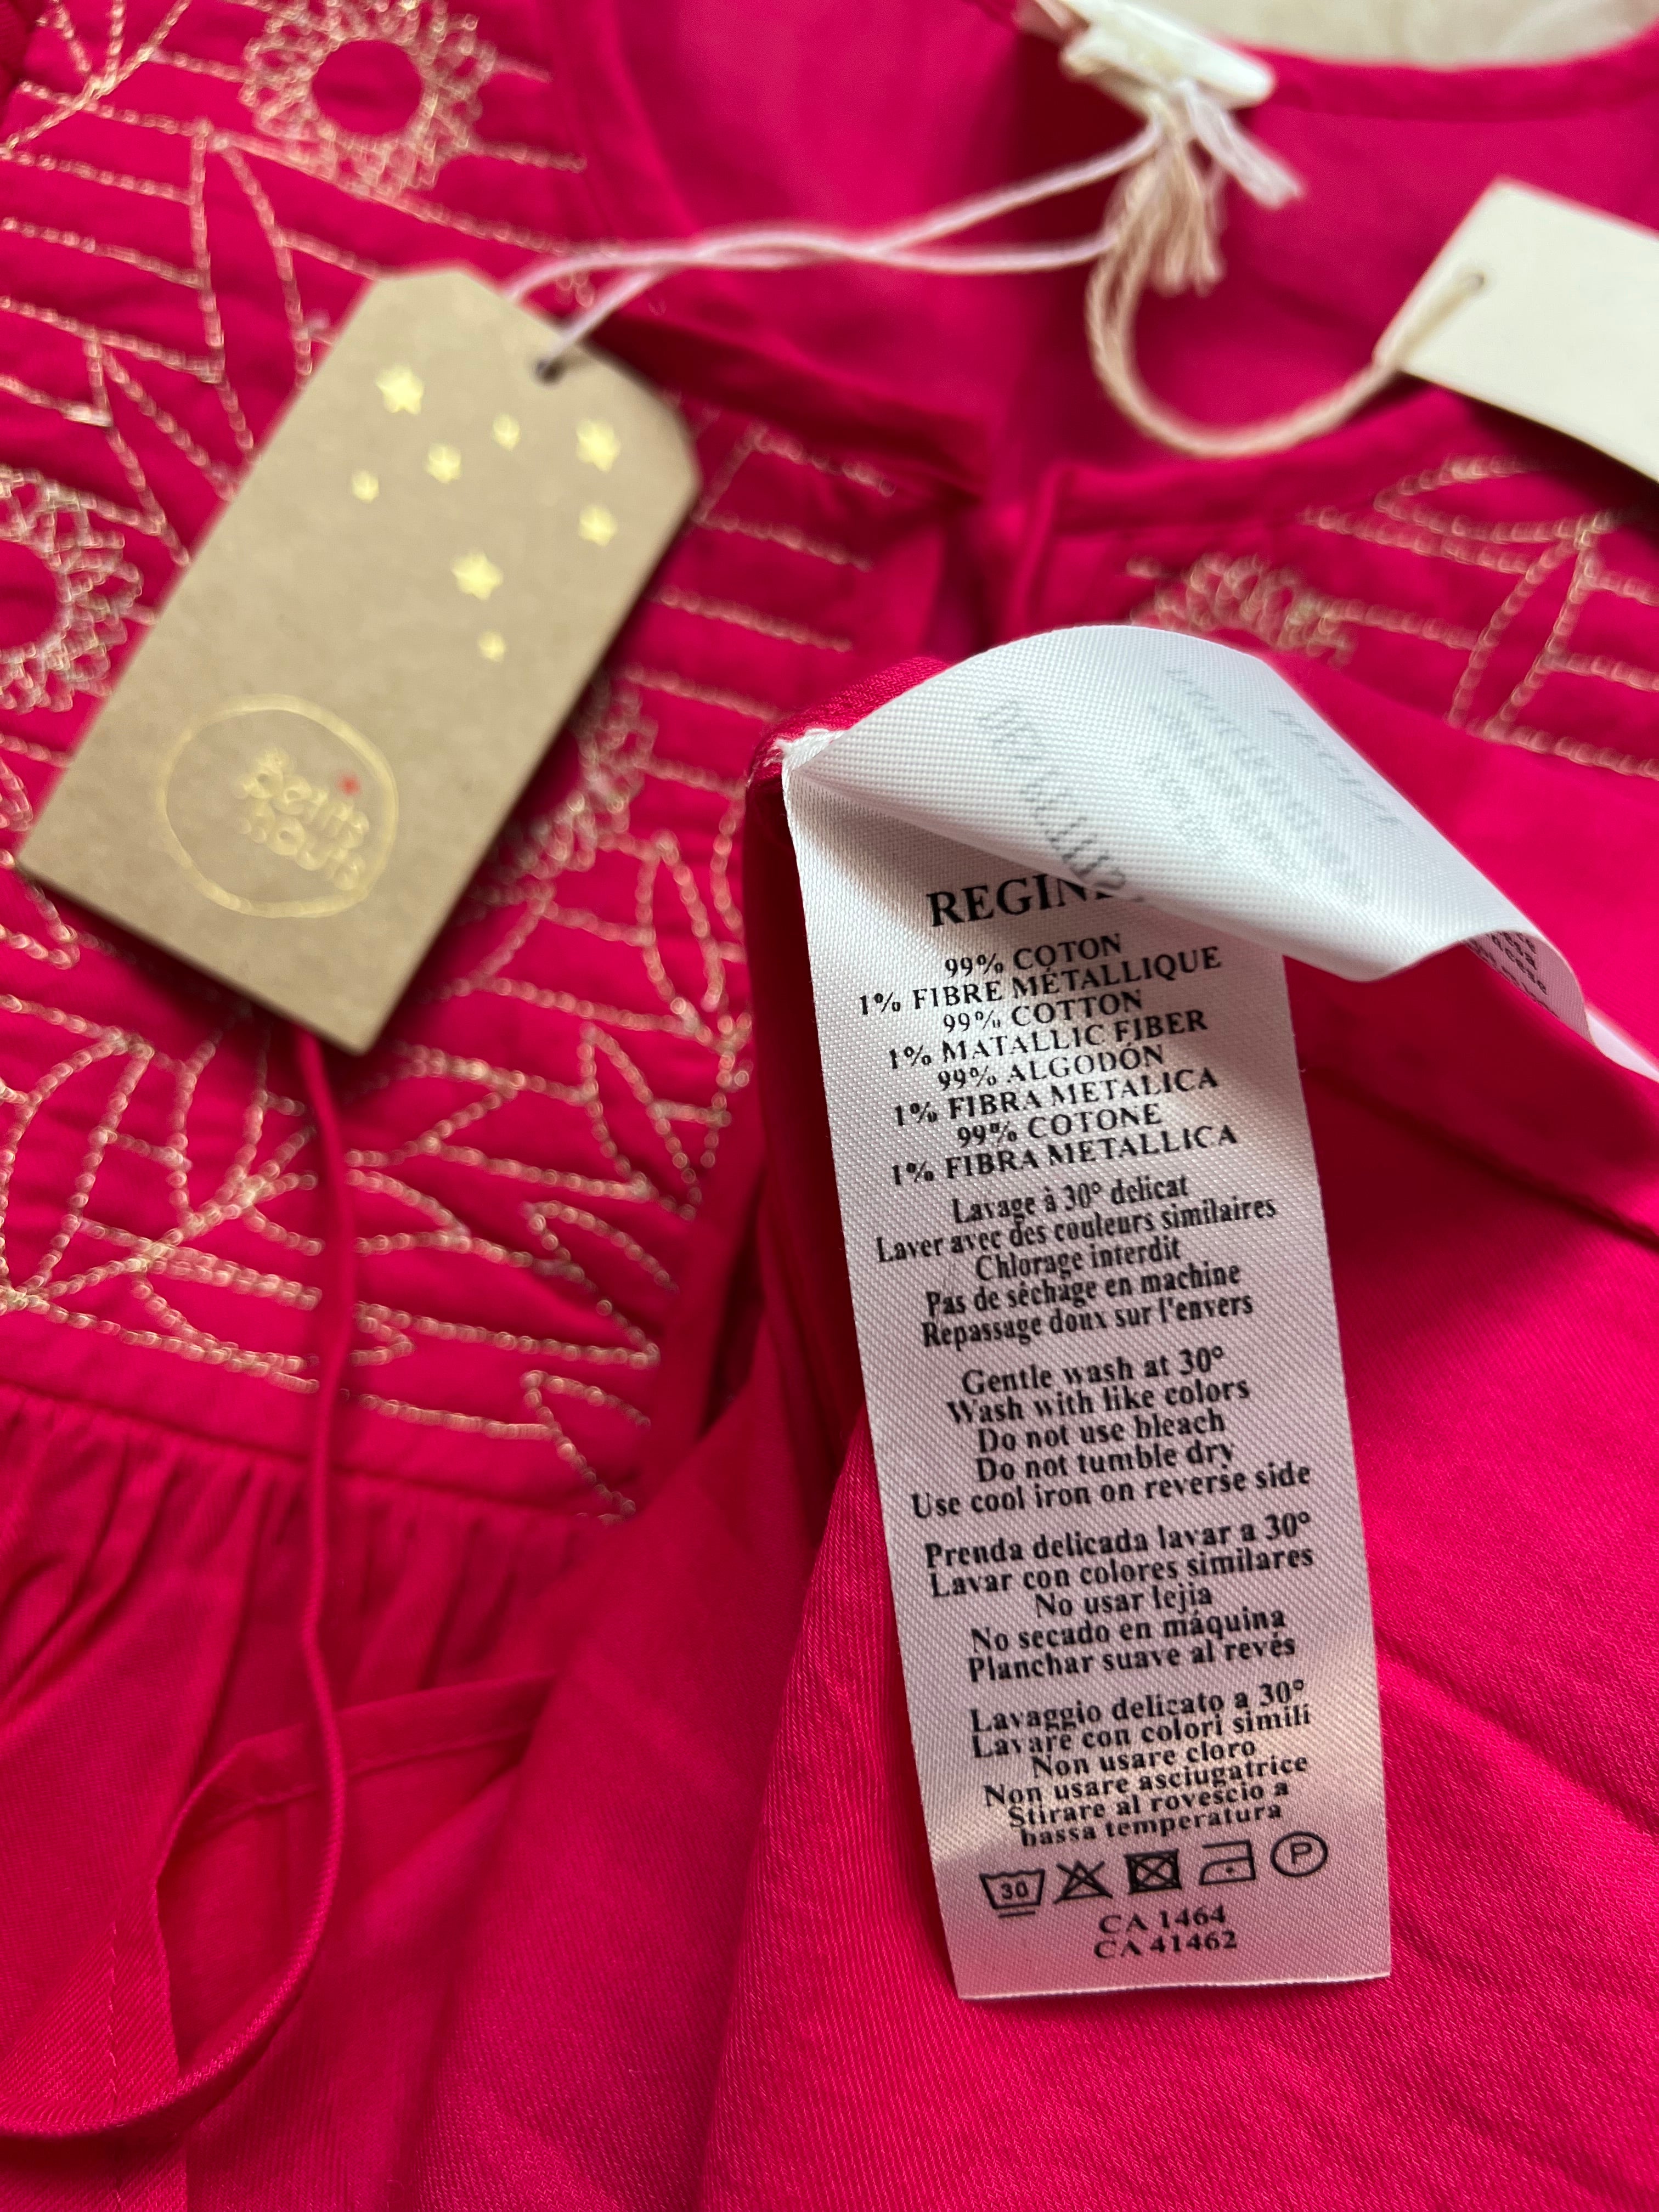 petits
hauts
99% COTON
1% FIBRE MÉTALLIQUE
99% COTTON
1% MATALLIC FIBER
99% ALGODÓN
1% FIBRA METALICA
99% COTONE
1% FIBRA METALLICA
Lavage à 30° delicat
Laver avec des couleurs similaires
Chlorage interdit
Pas de séchage en machine
Repassage doux sur l'envers
Gentle wash at 30°
Wash with like colors
Do not use bleach
Do not tumble dry
Use cool iron on reverse side
Prenda delicada lavar a 30°
Lavar con colores similares
No usar lejia
No secado en máquina
Planchar suave al revés
Lavaggio delicato a 30°
Lavare con colori simili
Non usare cloro
Non usare asciugatrice
Stirare al rovescio a
bassa temperatura
30 P
CA 1464
CA 41462